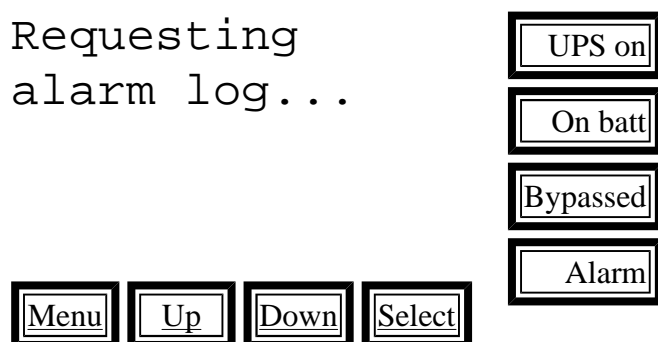 Requesting
alarm log...
UPS on
On batt
Bypassed
Alarm
Menu
Up
Down
Select